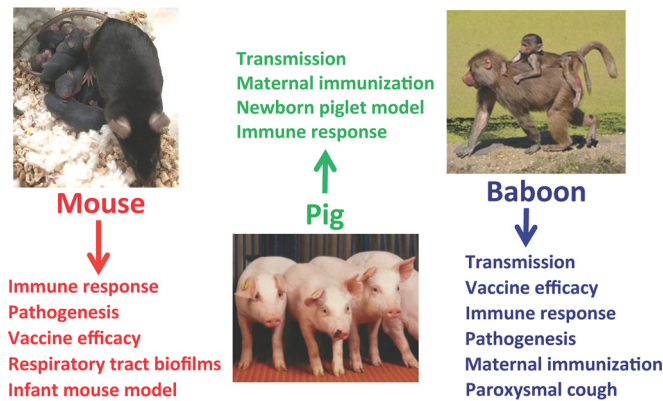 Mouse
Immune response
Pathogenesis
Vaccine efficacy
Respiratory tract biofilms
Infant mouse model
Transmission
Maternal immunization
Newborn piglet model
Immune response
Pig
Baboon
Transmission
Vaccine efficacy
Immune response
Pathogenesis
Maternal immunization
Paroxysmal cough